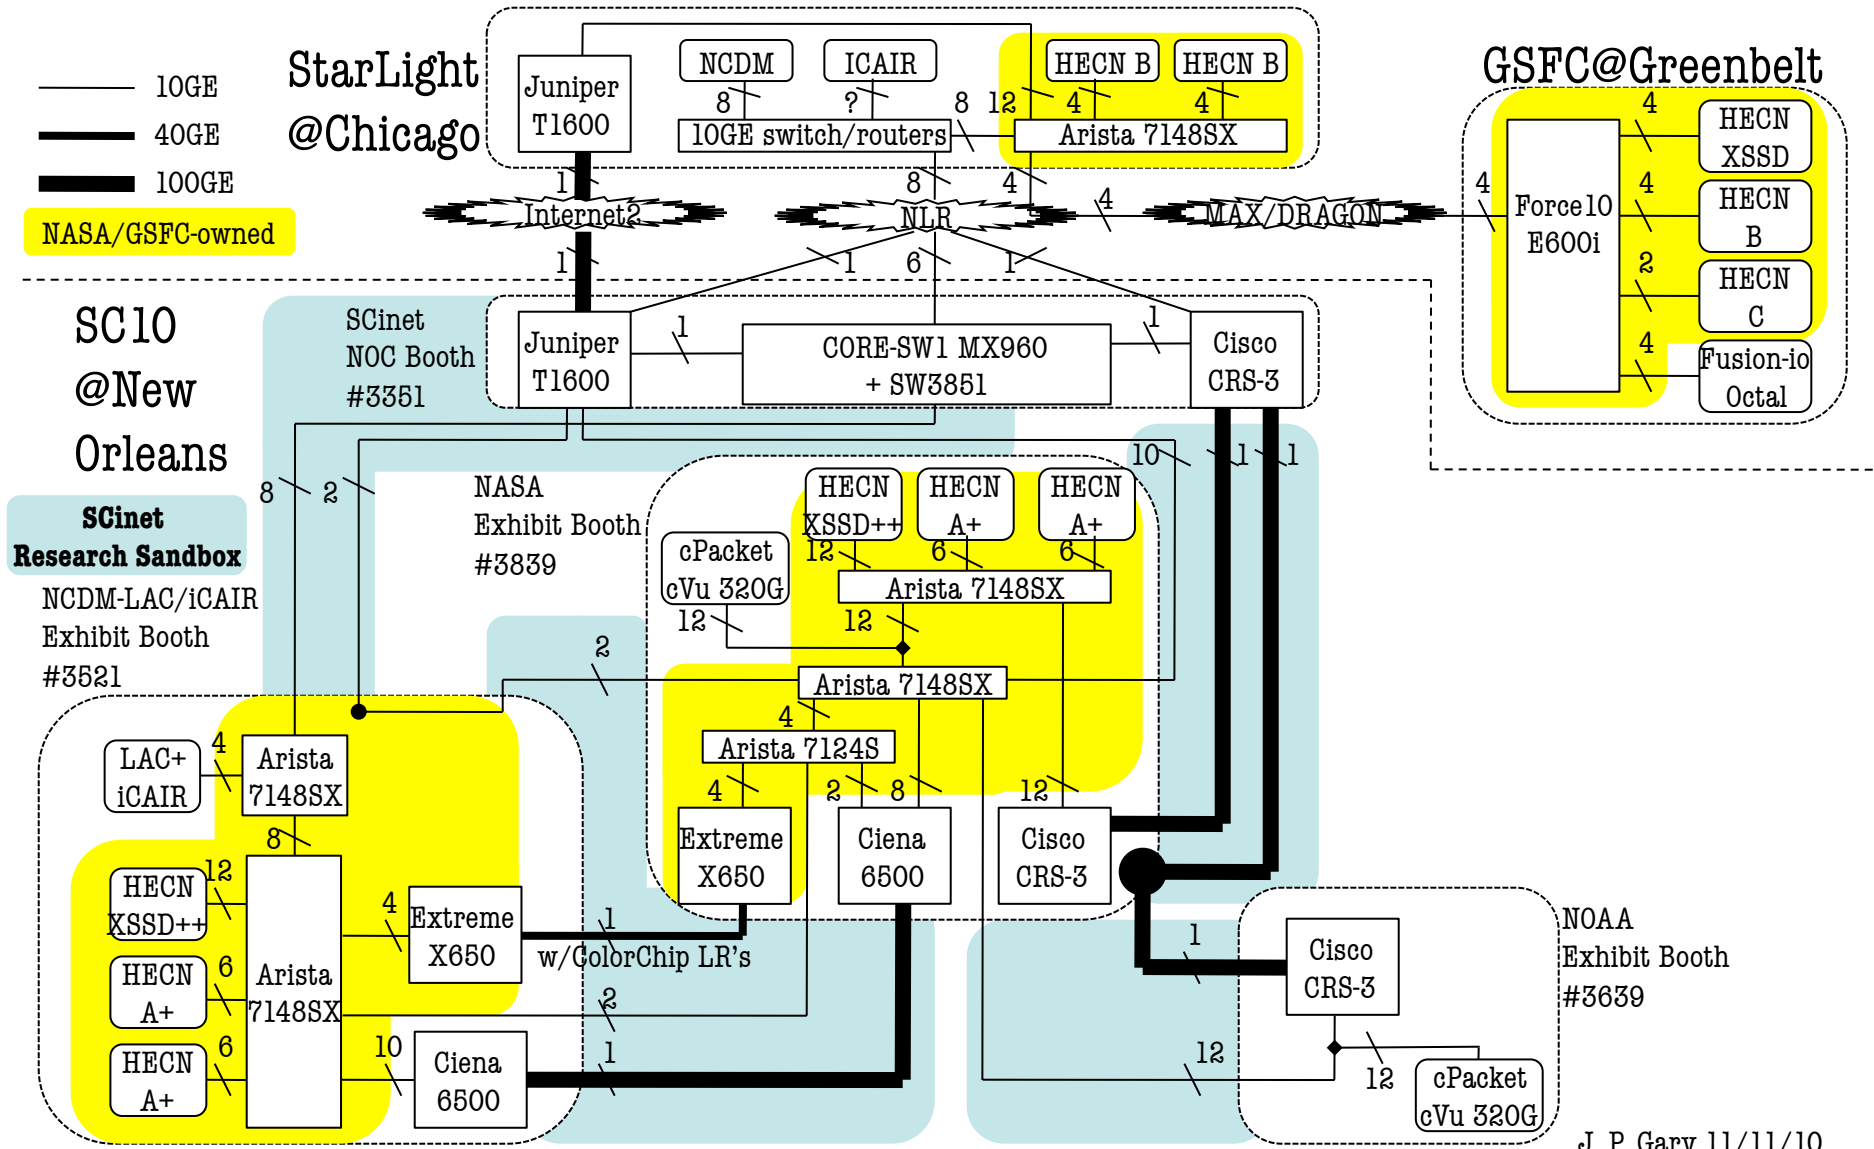 10GE
40GE
100GE
NASA/GSFC-owned
StarLight
@Chicago
Juniper
T1600
NCDM
ICAIR
HECN B
HECN B
8
?
8
12
4
4
10GE switch/routers
Arista 7148SX
1
8
4
Internet2
NLR
4
MAX/DRAGON
4
1
1
6
1
GSFC@Greenbelt
Force10
E600i
4
HECN
XSSD
4
HECN
B
2
HECN
C
4
Fusion-io
Octal
SC10
@New
Orleans
SCinet
Research Sandbox
SCinet
NOC Booth
#3351
Juniper
T1600
1
CORE-SW1 MX960
+ SW3851
1
Cisco
CRS-3
8
2
10
1
1
NASA
Exhibit Booth
#3839
HECN
XSSD++
HECN
A+
HECN
A+
cPacket
cVu 320G
12
6
6
Arista 7148SX
12
12
2
Arista 7148SX
4
Arista 7124S
4
2
8
12
Extreme
X650
Ciena
6500
Cisco
CRS-3
NCDM-LAC/iCAIR
Exhibit Booth
#3521
LAC+
iCAIR
4
Arista
7148SX
8
HECN
XSSD++
12
HECN
A+
6
HECN
A+
6
Arista
7148SX
4
Extreme
X650
1
w/ColorChip LR's
2
10
Ciena
6500
1
NOAA
Exhibit Booth
#3639
1
Cisco
CRS-3
12
12
cPacket
cVu 320G
J. P. Gary 11/11/10